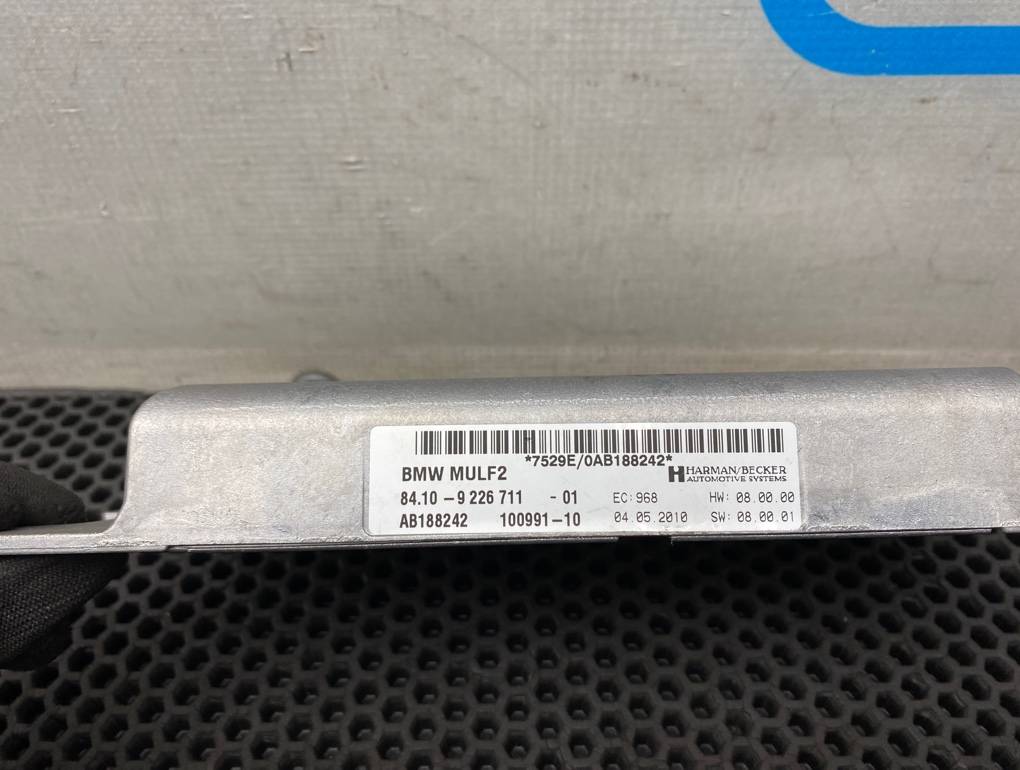 *7529E/0AB188242*
BMW MULF2
HARMAN/BECKER
AUTOMOTIVE SYSTEMS
84.10 - 9 226 711 - 01 EC: 968 HW: 08.00.00
AB188242 100991-10 04.05.2010 SW: 08.00.01